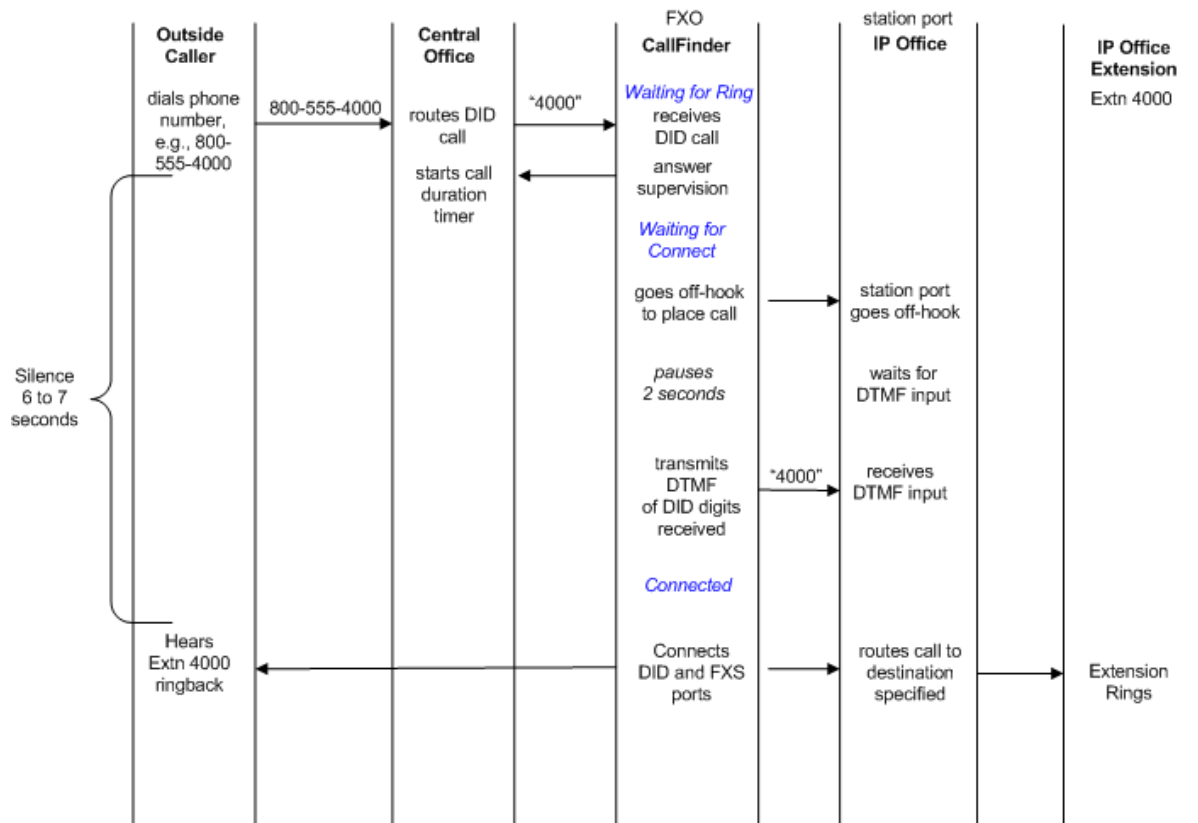 FXO
station port
Outside
Caller
Central
Office
CallFinder
IP Office
IP Office
Extension
Extn 4000
dials phone
number,
e.g., 800-
555-4000
800-555-4000
routes DID
call
“4000”
Waiting for Ring
receives
DID call
starts call
duration
timer
answer
supervision
Waiting for
Connect
goes off-hook
to place call
station port
goes off-hook
Silence
6 to 7
seconds
pauses
2 seconds
waits for
DTMF input
transmits
DTMF
of DID digits
received
“4000”
receives
DTMF input
Connected
Hears
Extn 4000
ringback
Connects
DID and FXS
ports
routes call to
destination
specified
Extension
Rings